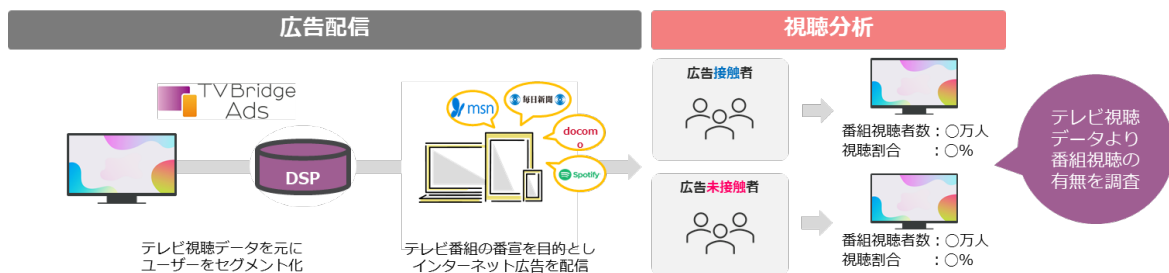 広告配信
視聴分析
TVBridge
Ads
DSP
msn
毎日新聞
docom
o
Spotify
テレビ視聴データを元に
ユーザーをセグメント化
テレビ番組の番宣を目的とし
インターネット広告を配信
広告接触者
番組視聴者数：〇万人
視聴割合　　：〇%
広告未接触者
番組視聴者数：〇万人
視聴割合　　：〇%
テレビ視聴
データより
番組視聴の
有無を調査